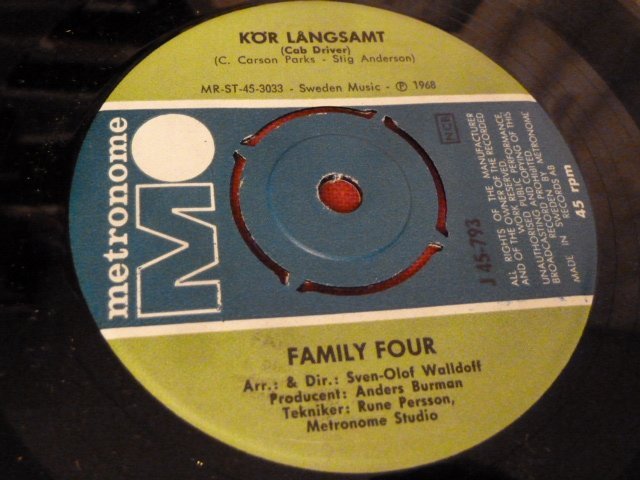 KÖR LÅNGSAMT
(Cab Driver)
(C. Carson Parks - Stig Anderson)
MR-ST-45-3033 - Sweden Music - Ⓟ 1968
metronome
M
NCB
J 45-793
ALL RIGHTS OF THE MANUFACTURER
AND OF THE OWNER OF THE RECORDED
WORK RESERVED.
UNAUTHORISED PUBLIC PERFORMANCE,
BROADCASTING AND COPYING OF THIS
RECORD PROHIBITED
RECORDED BY METRONOME
MADE IN SWEDEN
RECORDS AB
45 rpm
FAMILY FOUR
Arr.: & Dir.: Sven-Olof Walldoff
Producent: Anders Burman
Tekniker: Rune Persson,
Metronome Studio